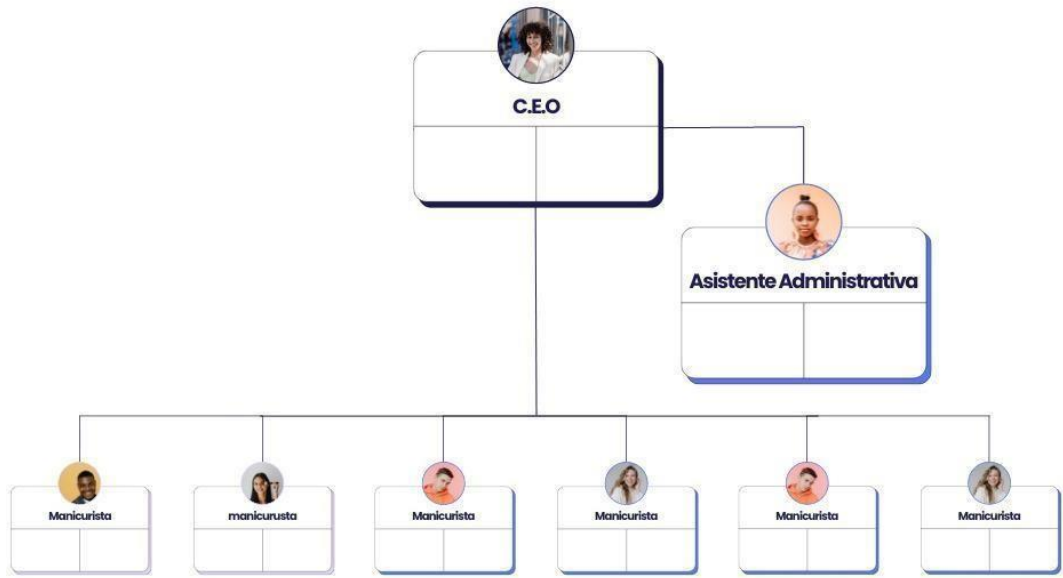 C.E.O
Asistente Administrativa
Manicurista
manicurusta
Manicurista
Manicurista
Manicurista
Manicurista